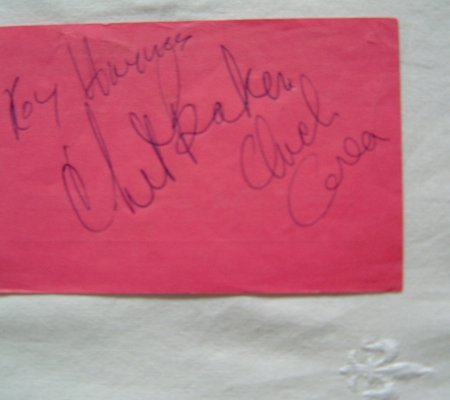 Roy Haynes
Chet Baker
Chick
Corea